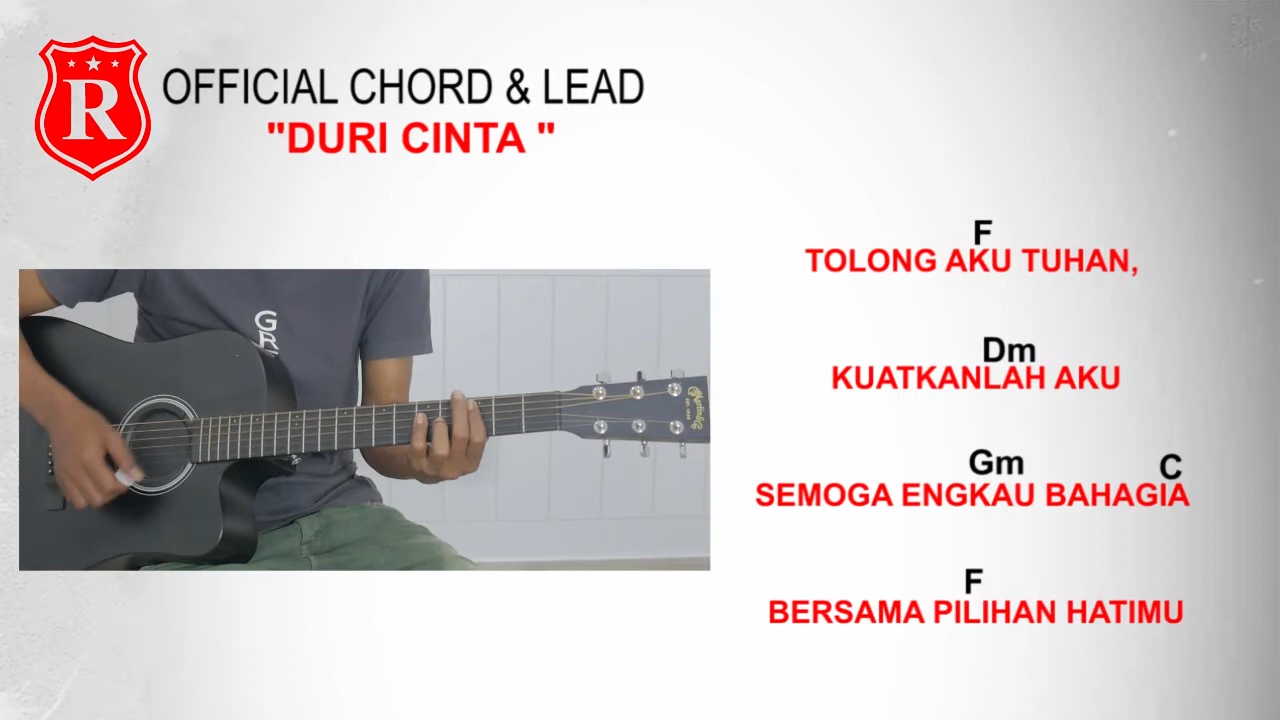 R
OFFICIAL CHORD & LEAD
"DURI CINTA "
F
TOLONG AKU TUHAN,
Dm
KUATKANLAH AKU
Gm C
SEMOGA ENGKAU BAHAGIA
F
BERSAMA PILIHAN HATIMU